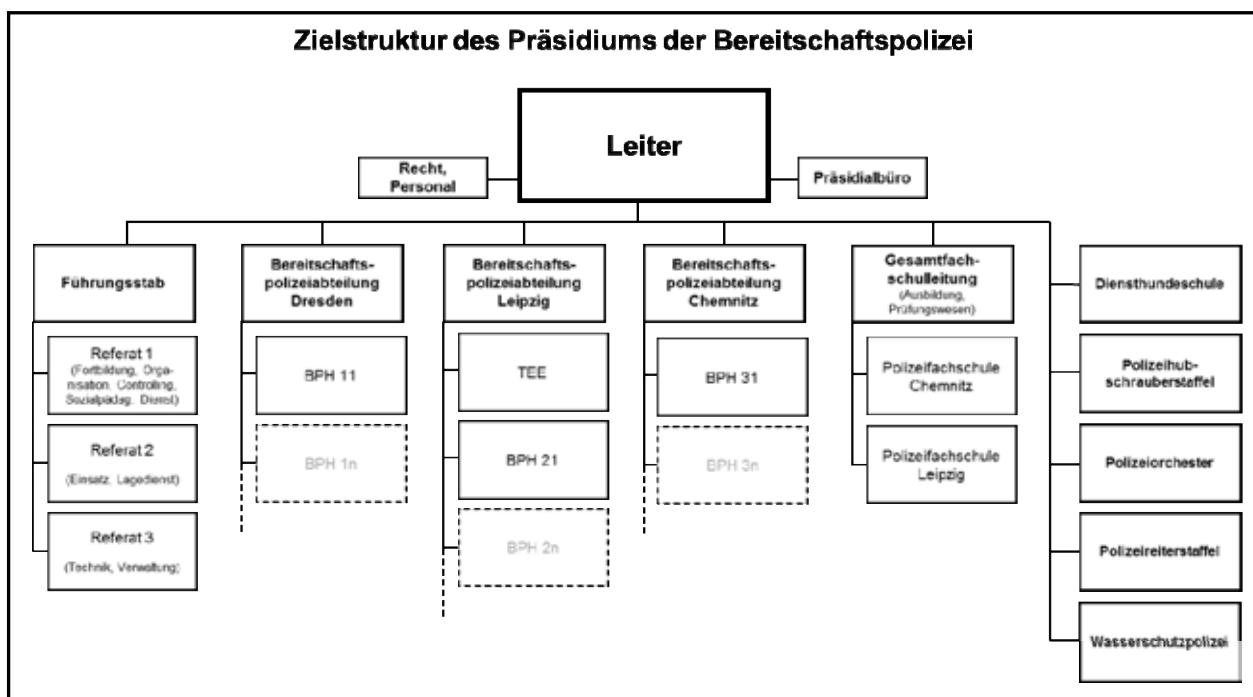 Zielstruktur des Präsidiums der Bereitschaftspolizei
Leiter
Recht,
Personal
Präsidialbüro
Führungsstab
Referat 1
(Fortbildung, Orga-
nisation, Controlling,
Sozialpädag. Dienst)
Referat 2
(Einsatz, Lagedienst)
Referat 3
(Technik, Verwaltung)
Bereitschafts-
polizeiabteilung
Dresden
BPH 11
BPH 1n
Bereitschafts-
polizeiabteilung
Leipzig
TEE
BPH 21
BPH 2n
Bereitschafts-
polizeiabteilung
Chemnitz
BPH 31
BPH 3n
Gesamtfach-
schulleitung
(Ausbildung,
Prüfungswesen)
Polizeifachschule
Chemnitz
Polizeifachschule
Leipzig
Diensthundeschule
Polizeihub-
schrauberstaffel
Polizeiorchester
Polizeireiterstaffel
Wasserschutzpolizei